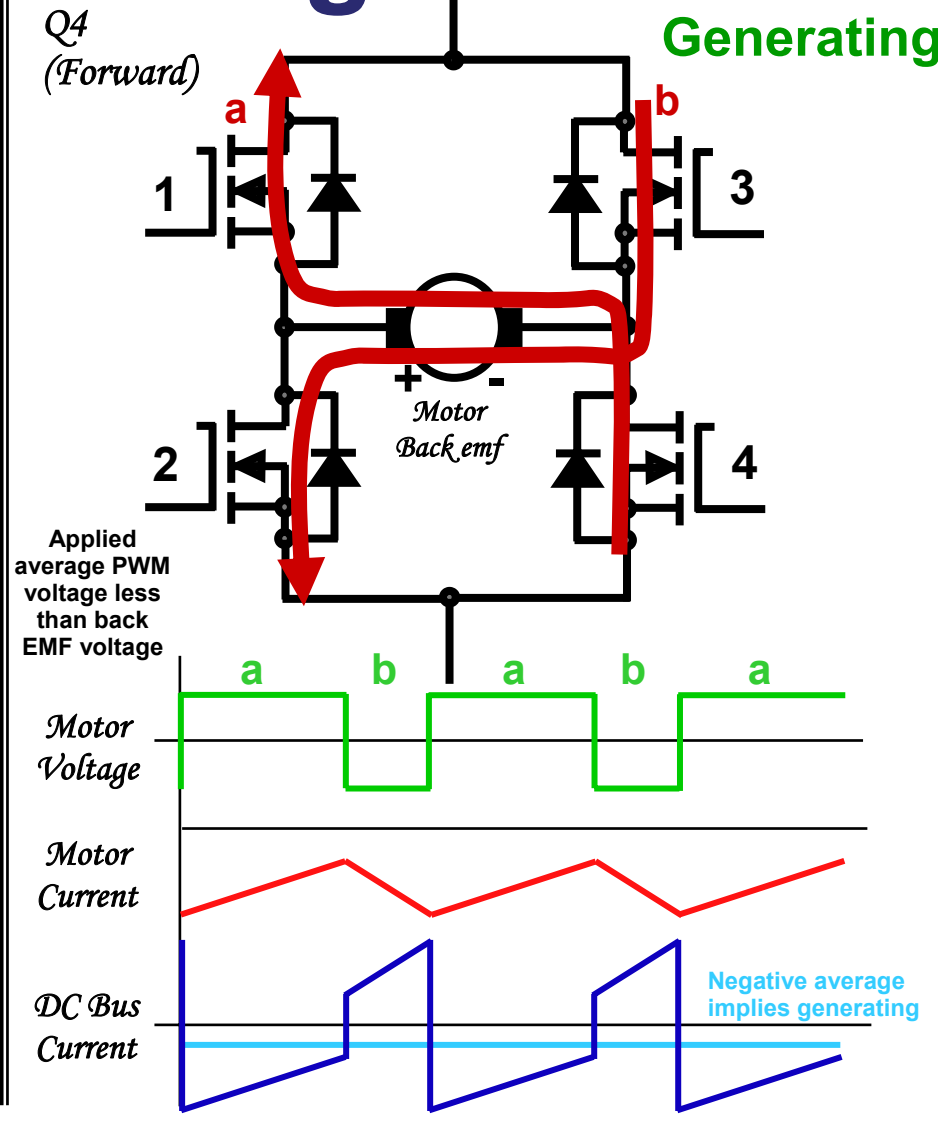 g
Q4
(Forward)
Generating
a
b
1
3
+
-
Motor
Back emf
2
4
Applied
average PWM
voltage less
than back
EMF voltage
a
b
a
b
a
Motor
Voltage
Motor
Current
DC Bus
Current
Negative average
implies generating